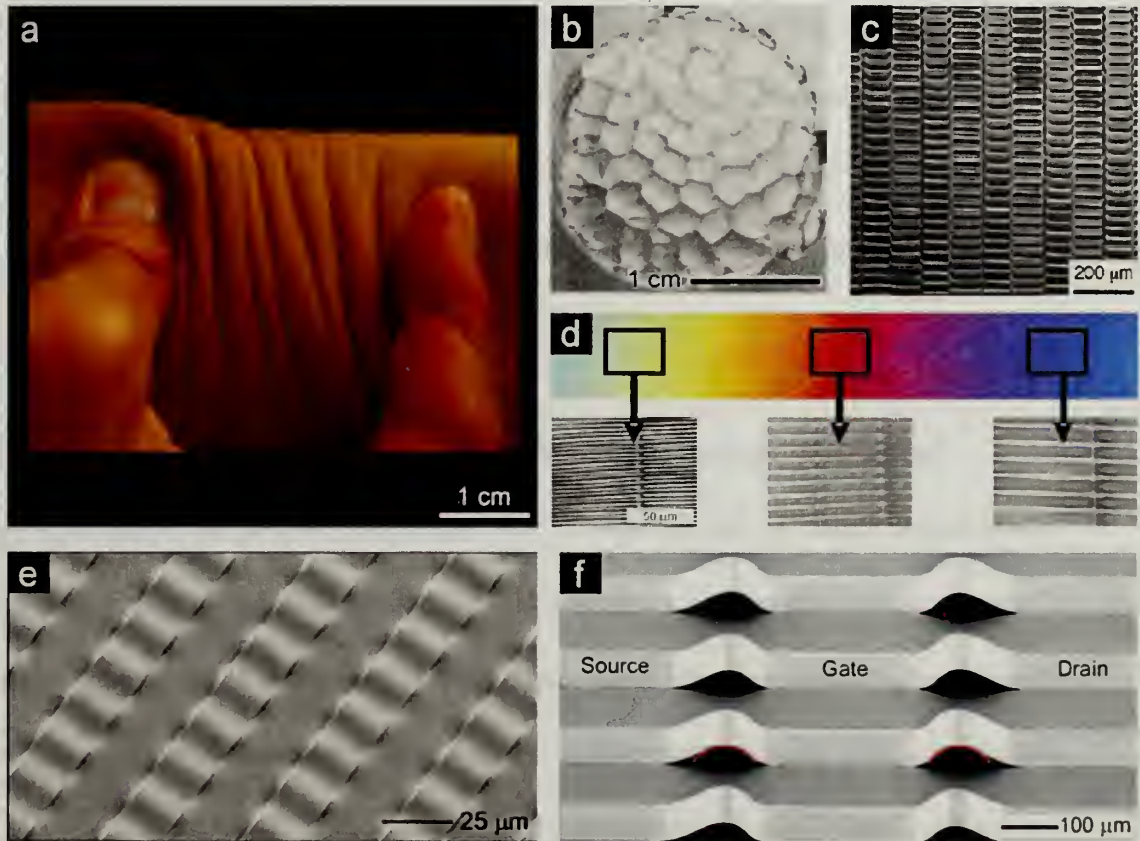 a
1 cm
b
1 cm
c
200 μm
d
50 μm
e
25 μm
f
Source Gate Drain
100 μm